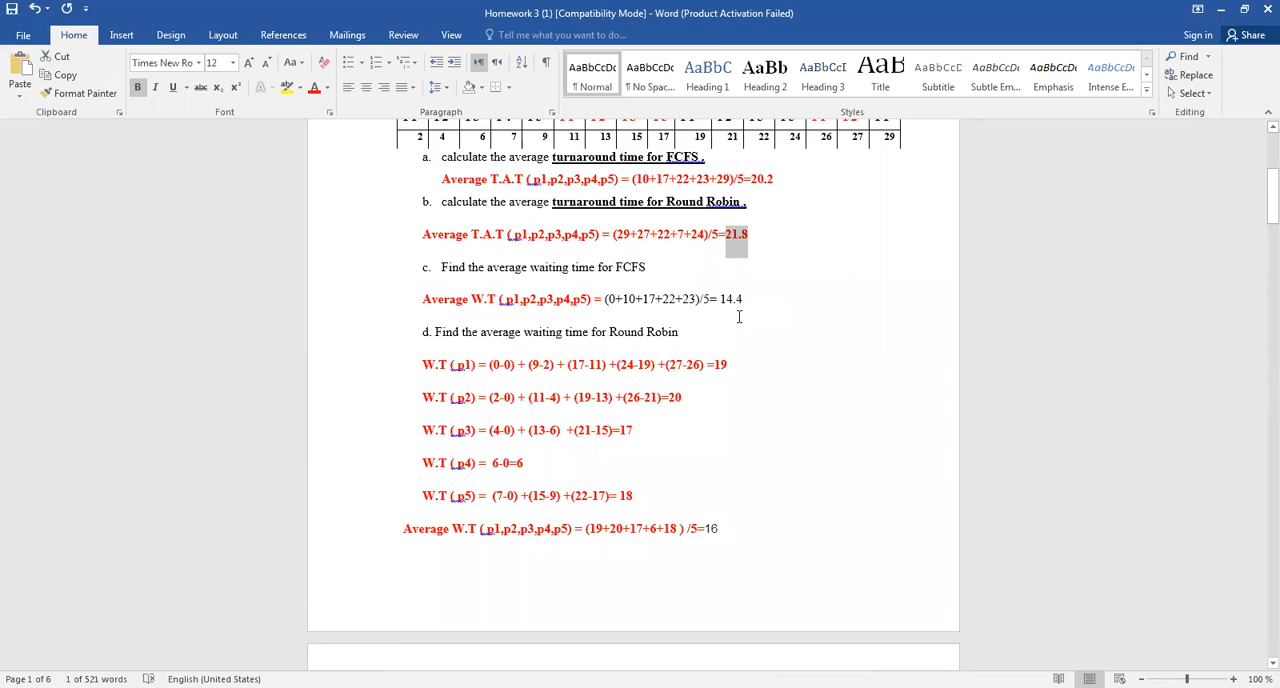 Homework 3 (1) [Compatibility Mode] - Word (Product Activation Failed)
File Home Insert Design Layout References Mailings Review View Tell me what you want to do... Sign in Share
Paste Cut Copy Format Painter
Times New Ro 12 Aa
B I U abc X₂ X² A A
AaBbCcDc AaBbCcDc AaBbC AaBb AaBbCcI AaB AaBbCcD AaBbCcDc AaBbCcDc AaBbCcDc
¶ Normal ¶ No Spac... Heading 1 Heading 2 Heading 3 Title Subtitle Subtle Em... Emphasis Intense E...
Find Replace Select
Clipboard Font Paragraph Styles Editing
2 4 6 7 9 11 13 15 17 19 21 22 24 26 27 29
a. calculate the average turnaround time for FCFS .
Average T.A.T ( p1,p2,p3,p4,p5) = (10+17+22+23+29)/5=20.2
b. calculate the average turnaround time for Round Robin .
Average T.A.T ( p1,p2,p3,p4,p5) = (29+27+22+7+24)/5=21.8
c. Find the average waiting time for FCFS
Average W.T ( p1,p2,p3,p4,p5) = (0+10+17+22+23)/5= 14.4
d. Find the average waiting time for Round Robin
W.T ( p1) = (0-0) + (9-2) + (17-11) +(24-19) +(27-26) =19
W.T ( p2) = (2-0) + (11-4) + (19-13) +(26-21)=20
W.T ( p3) = (4-0) + (13-6) +(21-15)=17
W.T ( p4) = 6-0=6
W.T ( p5) = (7-0) +(15-9) +(22-17)= 18
Average W.T ( p1,p2,p3,p4,p5) = (19+20+17+6+18 ) /5=16
Page 1 of 6 1 of 521 words English (United States) 100 %